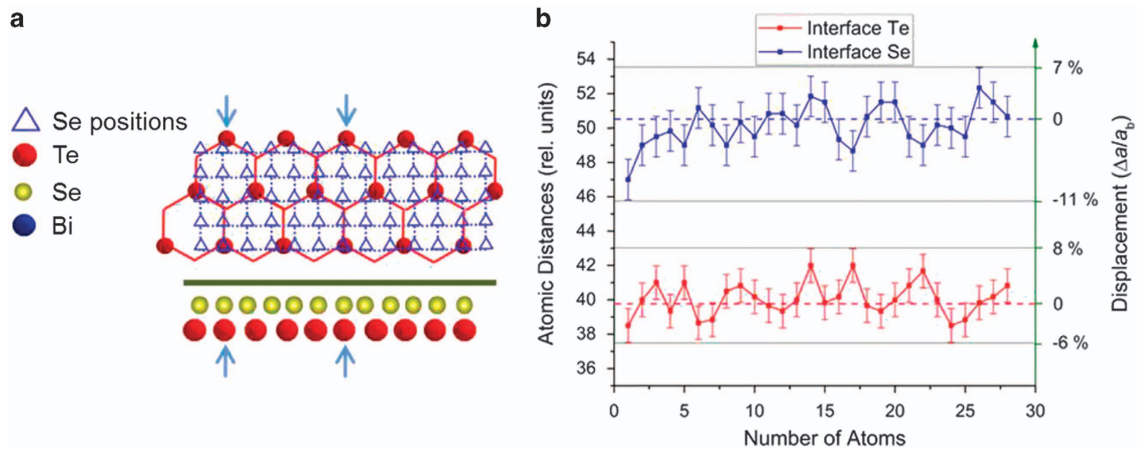 a
Se positions
Te
Se
Bi
b
Interface Te
Interface Se
Atomic Distances (rel. units)
54
52
50
48
46
44
42
40
38
36
7 %
0
-11 %
8 %
0
-6 %
Displacement (Δa/a_b)
0 5 10 15 20 25 30
Number of Atoms